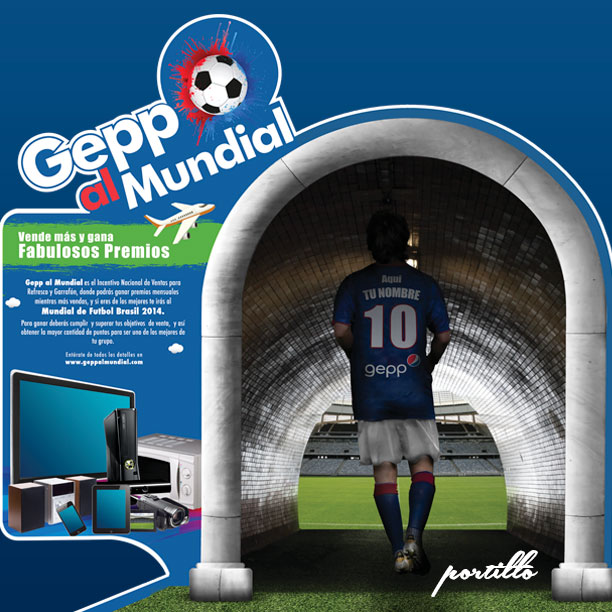 Gepp
al Mundial
Vende más y gana
Fabulosos Premios
Gepp al Mundial es el Incentivo Nacional de Ventas para
Refresco y Garrafón, donde podrás ganar premios mensuales
mientras más vendas, y si eres de los mejores te irás al
Mundial de Futbol Brasil 2014.
Para ganar deberás cumplir y superar tus objetivos de venta, y así
obtener la mayor cantidad de puntos para ser uno de los mejores de
tu grupo.
Entérate de todos los detalles en
www.geppalmundial.com
Aquí
TU NOMBRE
10
gepp
portillo